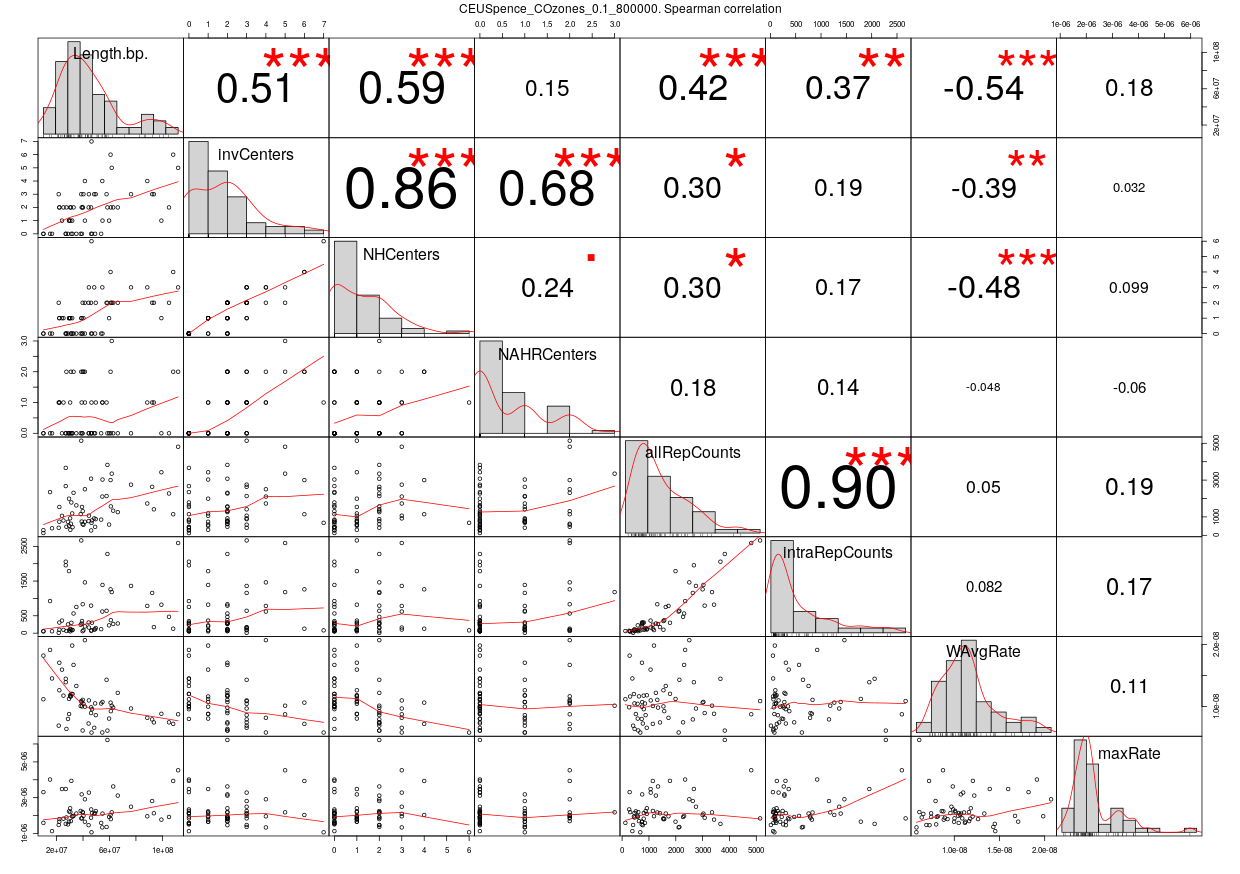 CEUSpence_COzones_0.1_800000. Spearman correlation
0 1 2 3 4 5 6 7
0.0 0.5 1.0 1.5 2.0 2.5 3.0
0 500 1000 1500 2000 2500
1e-06 2e-06 3e-06 4e-06 5e-06 6e-06
Length.bp.
0.51 ***
0.59 ***
0.15
0.42 ***
0.37 **
-0.54 ***
0.18
2e+07 6e+07 1e+08
0 1 2 3 4 5 6 7
invCenters
0.86 ***
0.68 ***
0.30 *
0.19
-0.39 **
0.032
NHCenters
0.24
0.30 *
0.17
-0.48 ***
0.099
0 1 2 3 4 5 6
0.0 1.0 2.0 3.0
NAHRCenters
0.18
0.14
-0.048
-0.06
allRepCounts
0.90 ***
0.05
0.19
0 1000 3000 5000
0 500 1500 2500
intraRepCounts
0.082
0.17
WAvgRate
0.11
1.0e-08 2.0e-08
1e-06 3e-06 5e-06
maxRate
2e+07 6e+07 1e+08
0 1 2 3 4 5 6
0 1000 2000 3000 4000 5000
1.0e-08 1.5e-08 2.0e-08